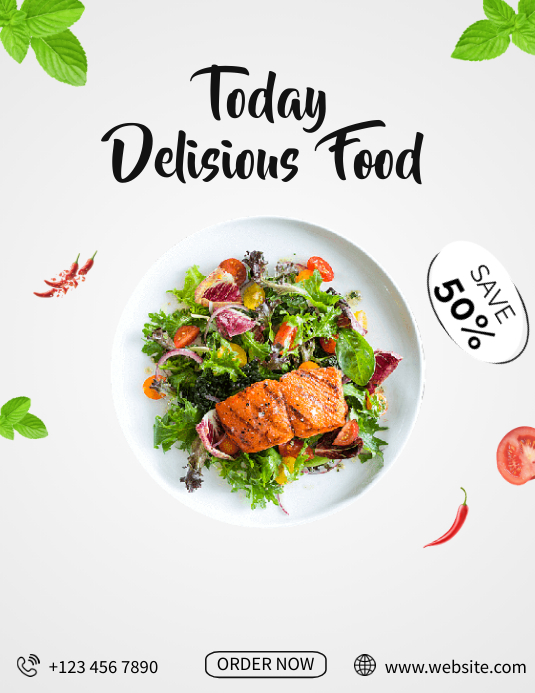 Today
Delisious Food
SAVE
50%
+123 456 7890
ORDER NOW
www.website.com